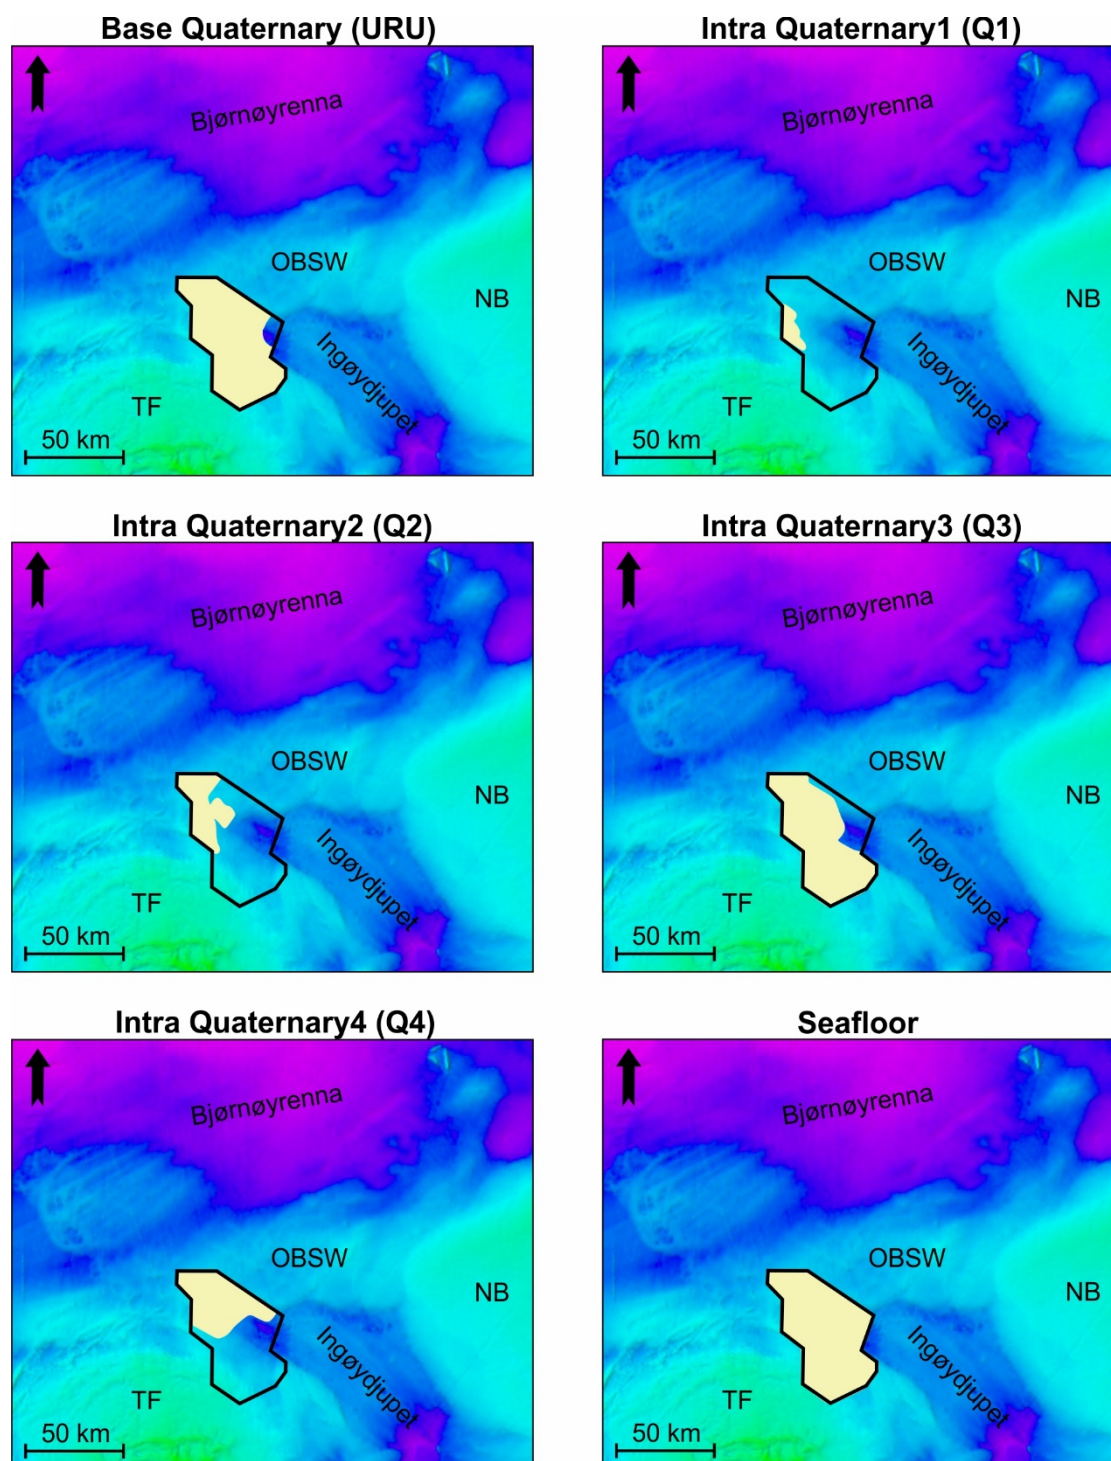 Base Quaternary (URU)
Bjørnøyrenna
OBSW
NB
Ingøydjupet
TF
50 km
Intra Quaternary1 (Q1)
Bjørnøyrenna
OBSW
NB
Ingøydjupet
TF
50 km
Intra Quaternary2 (Q2)
Bjørnøyrenna
OBSW
NB
Ingøydjupet
TF
50 km
Intra Quaternary3 (Q3)
Bjørnøyrenna
OBSW
NB
Ingøydjupet
TF
50 km
Intra Quaternary4 (Q4)
Bjørnøyrenna
OBSW
NB
Ingøydjupet
TF
50 km
Seafloor
Bjørnøyrenna
OBSW
NB
Ingøydjupet
TF
50 km